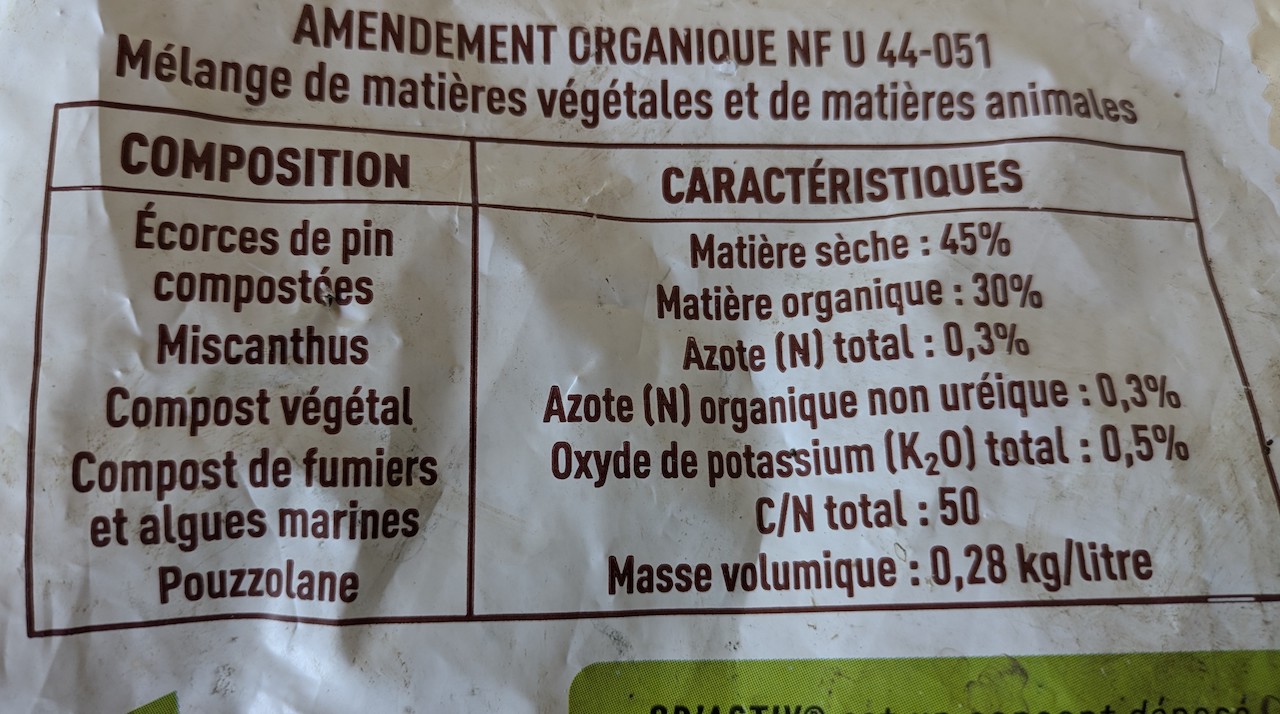 AMENDEMENT ORGANIQUE NF U 44-051
Mélange de matières végétales et de matières animales
COMPOSITION
Écorces de pin
compostées
Miscanthus
Compost végétal
Compost de fumiers
et algues marines
Pouzzolane
CARACTÉRISTIQUES
Matière sèche : 45%
Matière organique : 30%
Azote (N) total : 0,3%
Azote (N) organique non uréique : 0,3%
Oxyde de potassium (K₂O) total : 0,5%
C/N total : 50
Masse volumique : 0,28 kg/litre
un concept déposé